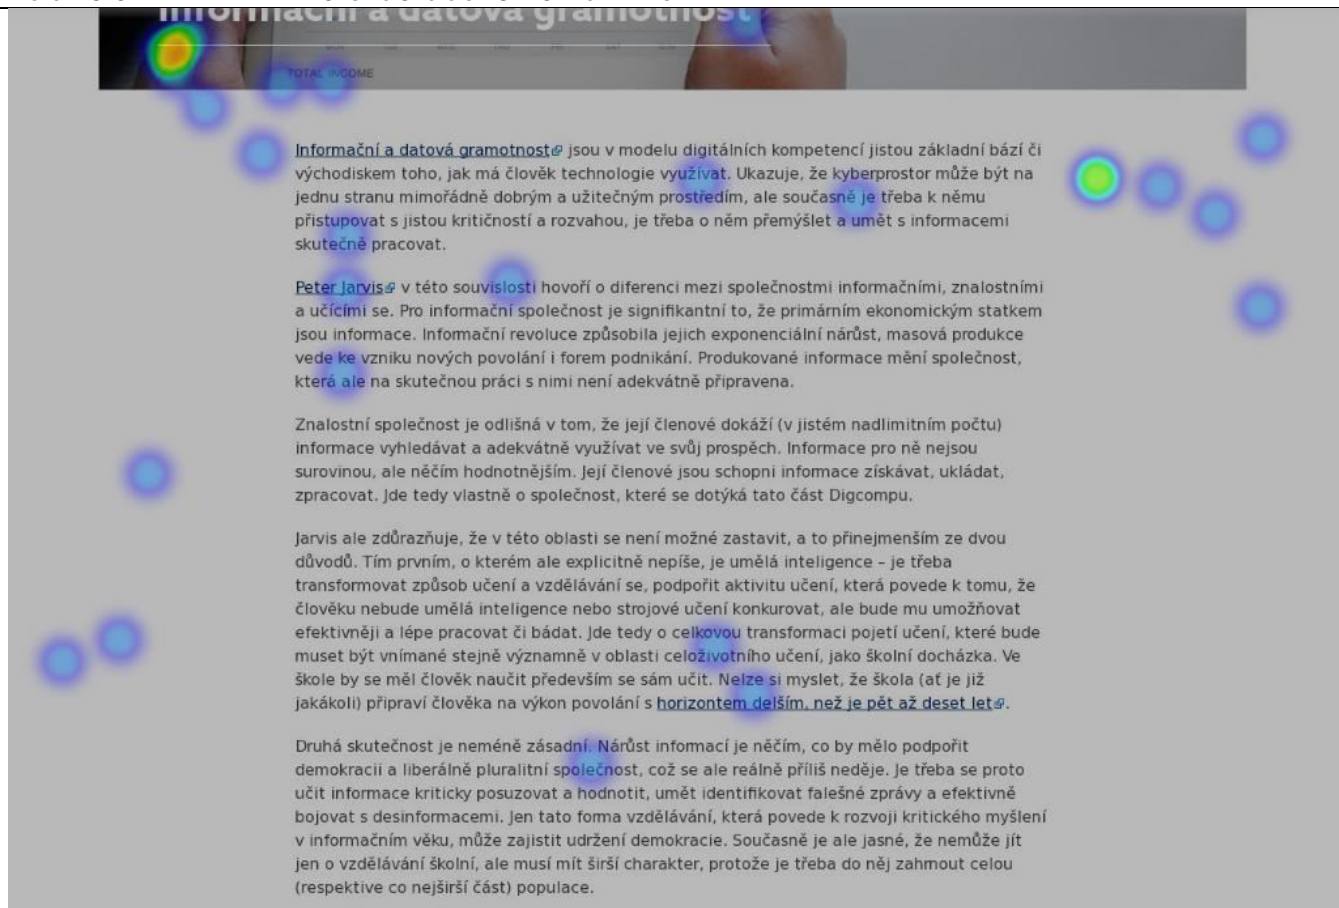 Informační a datová gramotnost
TOTAL INCOME
Informační a datová gramotnost jsou v modelu digitálních kompetencí jistou základní bází či
východiskem toho, jak má člověk technologie využívat. Ukazuje, že kyberprostor může být na
jednu stranu mimořádně dobrým a užitečným prostředím, ale současně je třeba k němu
přistupovat s jistou kritičností a rozvahou, je třeba o něm přemýšlet a umět s informacemi
skutečně pracovat.
Peter Jarvis v této souvislosti hovoří o diferenci mezi společnostmi informačními, znalostními
a učícími se. Pro informační společnost je signifikantní to, že primárním ekonomickým statkem
jsou informace. Informační revoluce způsobila jejich exponenciální nárůst, masová produkce
vede ke vzniku nových povolání i forem podnikání. Produkované informace mění společnost,
která ale na skutečnou práci s nimi není adekvátně připravena.
Znalostní společnost je odlišná v tom, že její členové dokáží (v jistém nadlimitním počtu)
informace vyhledávat a adekvátně využívat ve svůj prospěch. Informace pro ně nejsou
surovinou, ale něčím hodnotnějším. Její členové jsou schopni informace získávat, ukládat,
zpracovat. Jde tedy vlastně o společnost, které se dotýká tato část Digcompu.
Jarvis ale zdůrazňuje, že v této oblasti se není možné zastavit, a to přinejmenším ze dvou
důvodů. Tím prvním, o kterém ale explicitně nepíše, je umělá inteligence – je třeba
transformovat způsob učení a vzdělávání se, podpořit aktivitu učení, která povede k tomu, že
člověku nebude umělá inteligence nebo strojové učení konkurovat, ale bude mu umožňovat
efektivněji a lépe pracovat či bádat. Jde tedy o celkovou transformaci pojetí učení, které bude
muset být vnímané stejně významně v oblasti celoživotního učení, jako školní docházka. Ve
škole by se měl člověk naučit především se sám učit. Nelze si myslet, že škola (ať je již
jakákoli) připraví člověka na výkon povolání s horizontem delším, než je pět až deset let.
Druhá skutečnost je neméně zásadní. Nárůst informací je něčím, co by mělo podpořit
demokracii a liberálně pluralitní společnost, což se ale reálně příliš neděje. Je třeba se proto
učit informace kriticky posuzovat a hodnotit, umět identifikovat falešné zprávy a efektivně
bojovat s desinformacemi. Jen tato forma vzdělávání, která povede k rozvoji kritického myšlení
v informačním věku, může zajistit udržení demokracie. Současně je ale jasné, že nemůže jít
jen o vzdělávání školní, ale musí mít širší charakter, protože je třeba do něj zahrnout celou
(respektive co nejširší část) populace.